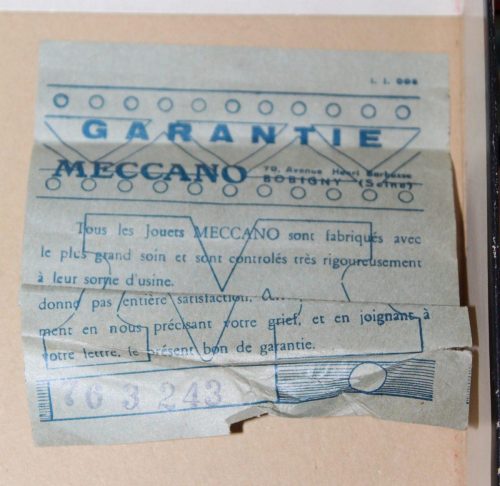 GARANTIE
MECCANO
70, Avenue Henri Barbusse
BOBIGNY (Seine)
Tous les Jouets MECCANO sont fabriqués avec
le plus grand soin et sont contrôlés très rigoureusement
à leur sortie d'usine.
donne pas entière satisfaction,
ment en nous précisant votre grief, et en joignant à
votre lettre, le présent bon de garantie.
76 3 243